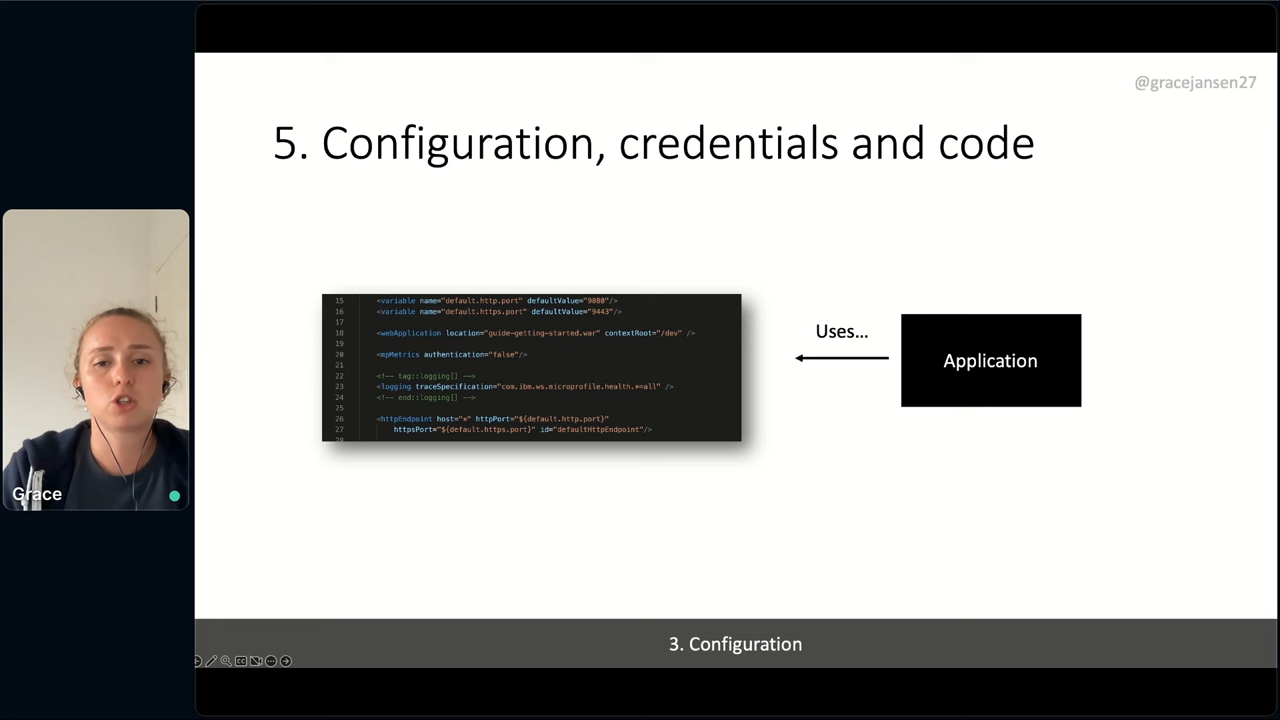 @gracejansen27
5. Configuration, credentials and code
15 <variable name="default.http.port" defaultValue="9080"/>
16 <variable name="default.https.port" defaultValue="9443"/>
17
18 <webApplication location="guide-getting-started.war" contextRoot="/dev" />
19
20 <mpMetrics authentication="false"/>
21
22 <!-- tag::logging[] -->
23 <logging traceSpecification="com.ibm.ws.microprofile.health.*=all" />
24 <!-- end::logging[] -->
25
26 <httpEndpoint host="*" httpPort="${default.http.port}"
27 httpsPort="${default.https.port}" id="defaultHttpEndpoint"/>
28
Uses...
Application
Grace
3. Configuration